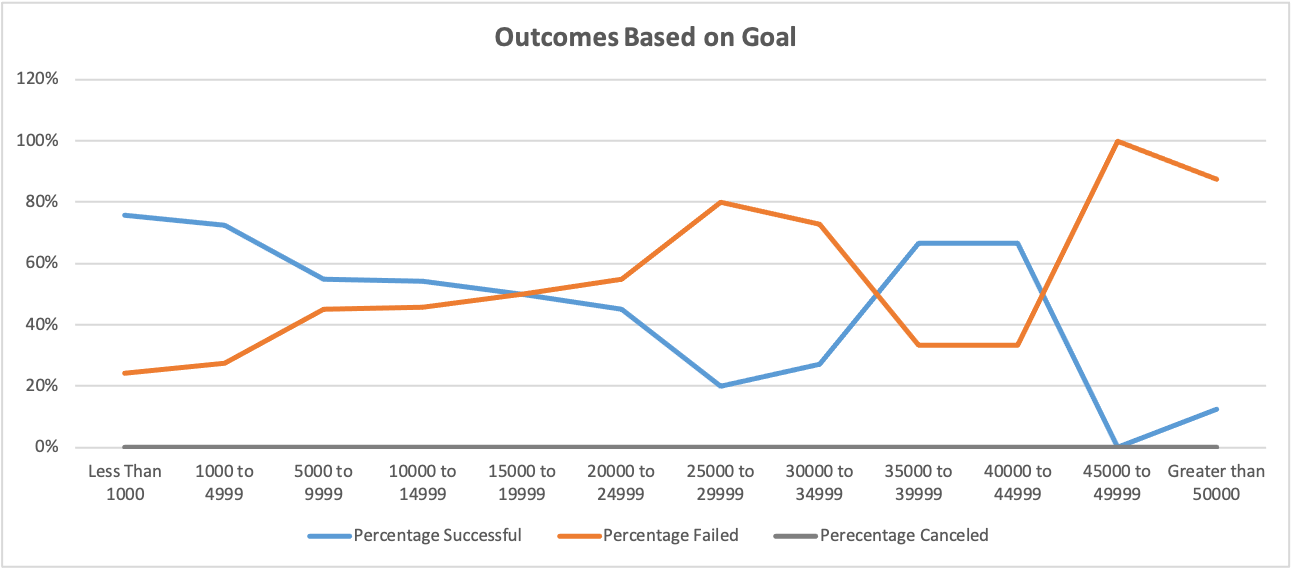 Outcomes Based on Goal
120%
100%
80%
60%
40%
20%
0%
Less Than 1000 to 5000 to 10000 to 15000 to 20000 to 25000 to 30000 to 35000 to 40000 to 45000 to Greater than
1000 4999 9999 14999 19999 24999 29999 34999 39999 44999 49999 50000
Percentage Successful Percentage Failed Perecentage Canceled